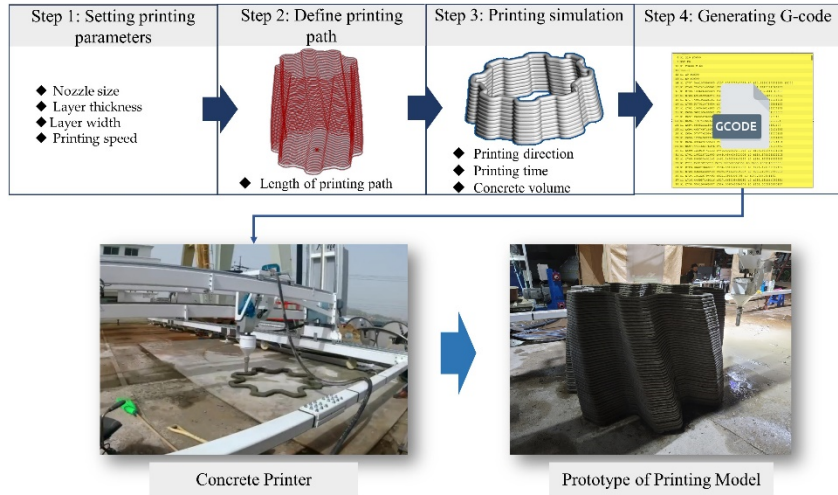 Step 1: Setting printing
parameters
Step 2: Define printing
path
Step 3: Printing simulation
Step 4: Generating G-code
◆ Nozzle size
◆ Layer thickness
◆ Layer width
◆ Printing speed
◆ Length of printing path
◆ Printing direction
◆ Printing time
◆ Concrete volume
GCODE
Concrete Printer
Prototype of Printing Model